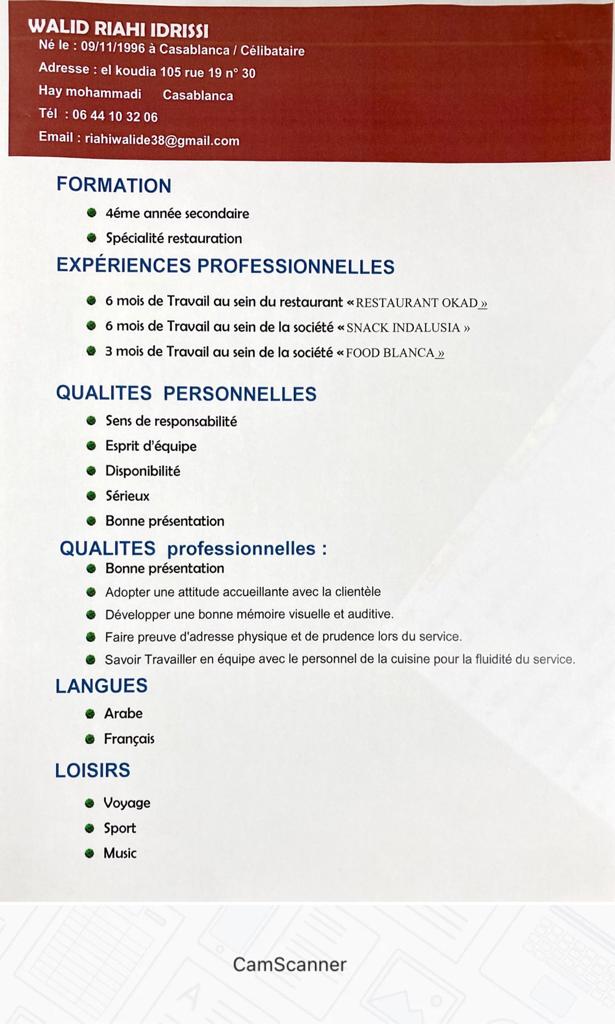 WALID RIAHI IDRISSI
Né le : 09/11/1996 à Casablanca / Célibataire
Adresse : el koudia 105 rue 19 n° 30
Hay mohammadi Casablanca
Tél : 06 44 10 32 06
Email : riahiwalide38@gmail.com
FORMATION
4éme année secondaire
Spécialité restauration
EXPÉRIENCES PROFESSIONNELLES
6 mois de Travail au sein du restaurant «RESTAURANT OKAD »
6 mois de Travail au sein de la société «SNACK INDALUSIA »
3 mois de Travail au sein de la société «FOOD BLANCA »
QUALITES PERSONNELLES
Sens de responsabilité
Esprit d'équipe
Disponibilité
Sérieux
Bonne présentation
QUALITES professionnelles :
Bonne présentation
Adopter une attitude accueillante avec la clientèle
Développer une bonne mémoire visuelle et auditive.
Faire preuve d'adresse physique et de prudence lors du service.
Savoir Travailler en équipe avec le personnel de la cuisine pour la fluidité du service.
LANGUES
Arabe
Français
LOISIRS
Voyage
Sport
Music
CamScanner